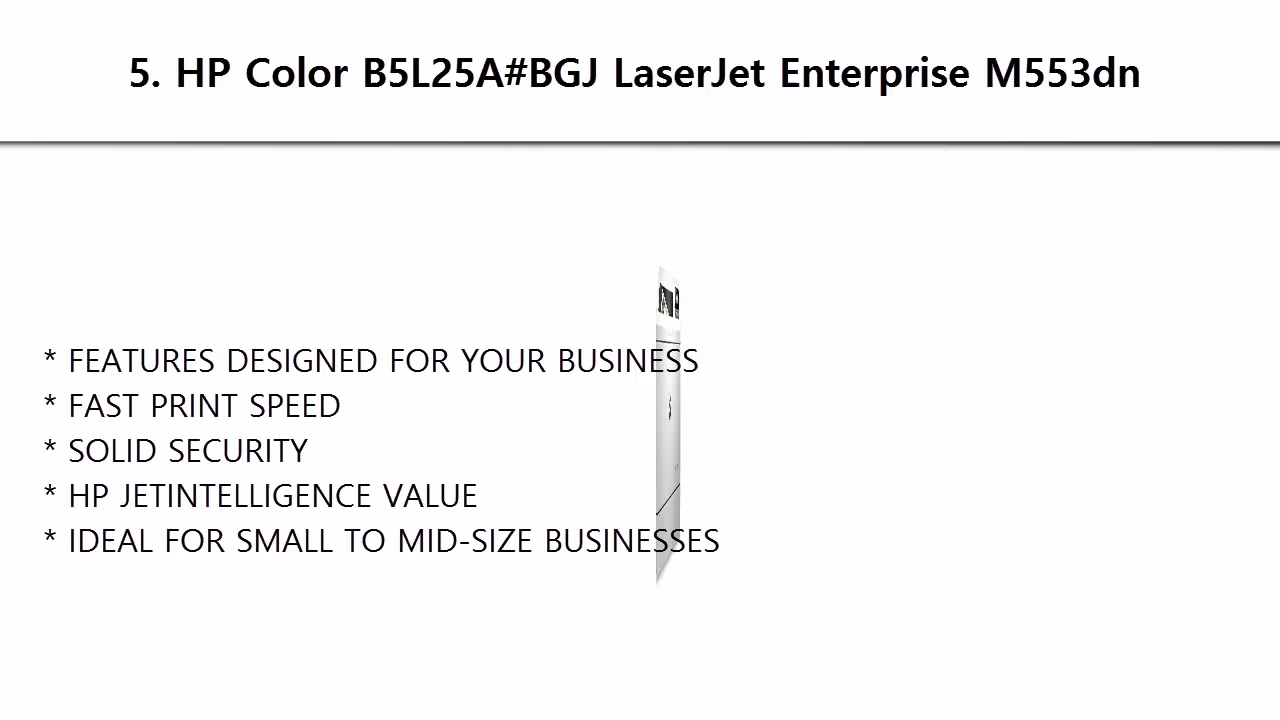 5. HP Color B5L25A#BGJ LaserJet Enterprise M553dn
* FEATURES DESIGNED FOR YOUR BUSINESS
* FAST PRINT SPEED
* SOLID SECURITY
* HP JETINTELLIGENCE VALUE
* IDEAL FOR SMALL TO MID-SIZE BUSINESSES